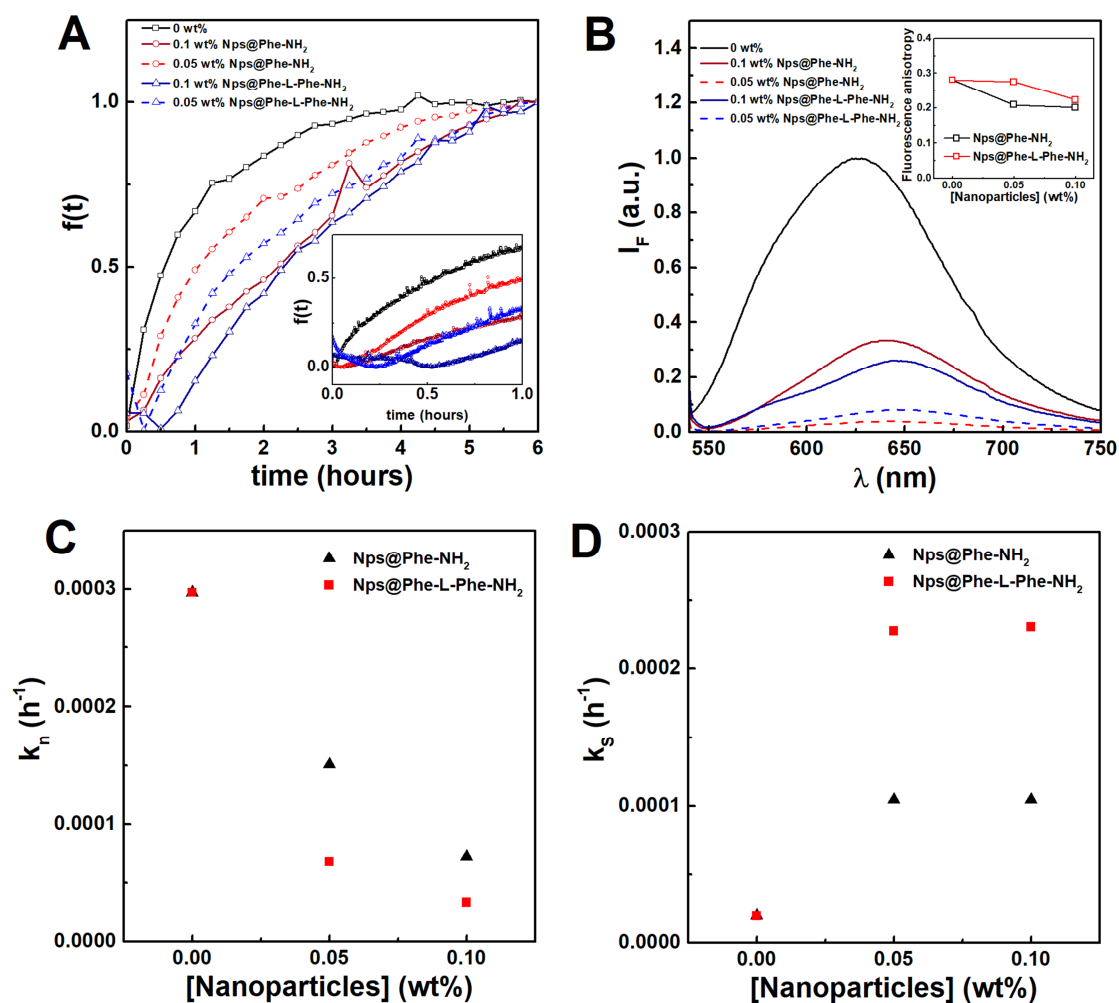 A
0 wt%
0.1 wt% Nps@Phe-NH₂
0.05 wt% Nps@Phe-NH₂
0.1 wt% Nps@Phe-L-Phe-NH₂
0.05 wt% Nps@Phe-L-Phe-NH₂
1.0
0.5
0.0
f(t)
0 1 2 3 4 5 6
time (hours)
0.5
0.0
f(t)
0.0 0.5 1.0
time (hours)
B
0 wt%
0.1 wt% Nps@Phe-NH₂
0.05 wt% Nps@Phe-NH₂
0.1 wt% Nps@Phe-L-Phe-NH₂
0.05 wt% Nps@Phe-L-Phe-NH₂
1.4
1.2
1.0
0.8
0.6
0.4
0.2
0.0
I_F (a.u.)
550 600 650 700 750
λ (nm)
0.4
0.3
0.2
0.1
0.0
Fluorescence anisotropy
Nps@Phe-NH₂
Nps@Phe-L-Phe-NH₂
0.00 0.05 0.10
[Nanoparticles] (wt%)
C
Nps@Phe-NH₂
Nps@Phe-L-Phe-NH₂
0.0003
0.0002
0.0001
0.0000
kₙ (h⁻¹)
0.00 0.05 0.10
[Nanoparticles] (wt%)
D
Nps@Phe-NH₂
Nps@Phe-L-Phe-NH₂
0.0003
0.0002
0.0001
0.0000
k_S (h⁻¹)
0.00 0.05 0.10
[Nanoparticles] (wt%)